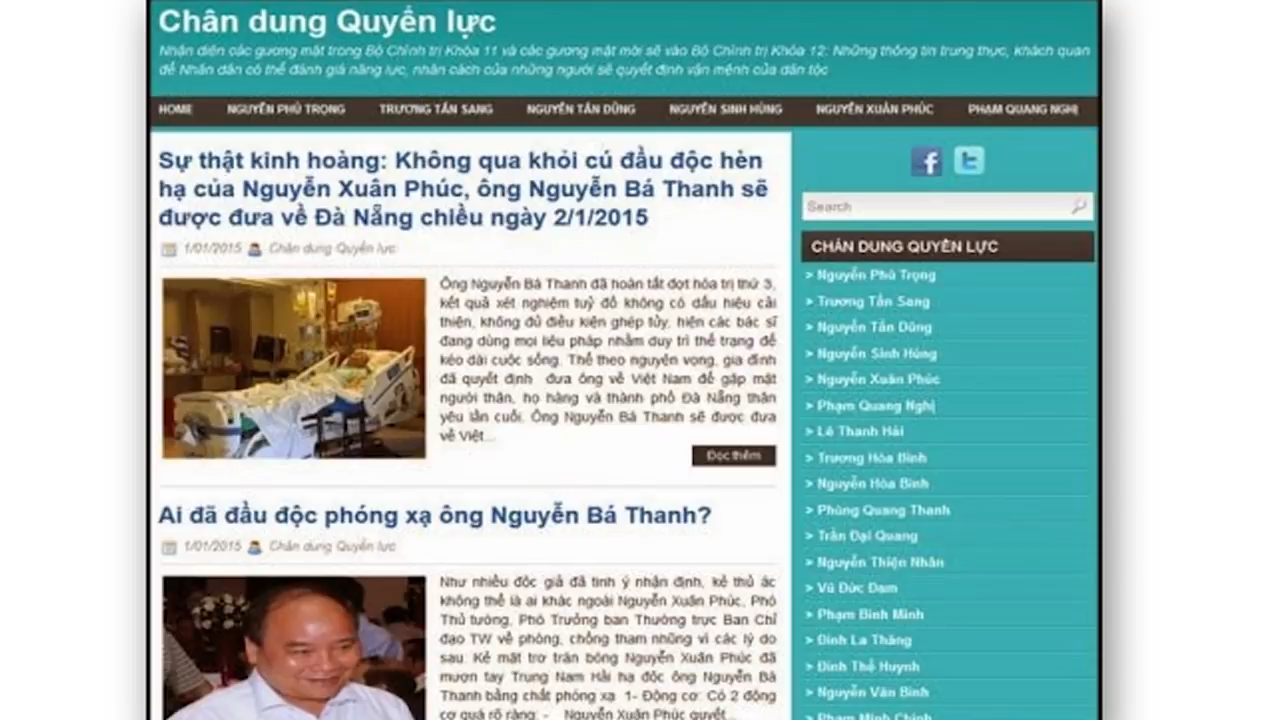 Chân dung Quyền lực
Nhận diện các gương mặt trong Bộ Chính trị Khóa 11 và các gương mặt mới sẽ vào Bộ Chính trị Khóa 12: Những thông tin trung thực, khách quan
để Nhân dân có thể đánh giá năng lực, nhân cách của những người sẽ quyết định vận mệnh của dân tộc
HOME NGUYỄN PHÚ TRỌNG TRƯƠNG TẤN SANG NGUYỄN TẤN DŨNG NGUYỄN SINH HÙNG NGUYỄN XUÂN PHÚC PHẠM QUANG NGHỊ
Sự thật kinh hoàng: Không qua khỏi cú đầu độc hèn
hạ của Nguyễn Xuân Phúc, ông Nguyễn Bá Thanh sẽ
được đưa về Đà Nẵng chiều ngày 2/1/2015
1/01/2015 Chân dung Quyền lực
Ông Nguyễn Bá Thanh đã hoàn tất đợt hóa trị thứ 3,
kết quả xét nghiệm tuỷ đồ không có dấu hiệu cải
thiện, không đủ điều kiện ghép tủy, hiện các bác sĩ
đang dùng mọi liệu pháp nhằm duy trì thể trạng để
kéo dài cuộc sống. Thể theo nguyện vọng, gia đình
đã quyết định đưa ông về Việt Nam để gặp mặt
người thân, họ hàng và thành phố Đà Nẵng thân
yêu lần cuối. Ông Nguyễn Bá Thanh sẽ được đưa
về Việt...
Đọc thêm
Ai đã đầu độc phóng xạ ông Nguyễn Bá Thanh?
1/01/2015 Chân dung Quyền lực
Như nhiều độc giả đã tinh ý nhận định, kẻ thủ ác
không thể là ai khác ngoài Nguyễn Xuân Phúc, Phó
Thủ tướng, Phó Trưởng ban Thường trực Ban Chỉ
đạo TW về phòng, chống tham nhũng vì các lý do
sau: Kẻ mặt trơ trán bóng Nguyễn Xuân Phúc đã
mượn tay Trung Nam Hải hạ độc ông Nguyễn Bá
Thanh bằng chất phóng xạ 1- Động cơ: Có 2 động
cơ quá rõ ràng: - Nguyễn Xuân Phúc quyết...
Search
CHÂN DUNG QUYỀN LỰC
> Nguyễn Phú Trọng
> Trương Tấn Sang
> Nguyễn Tấn Dũng
> Nguyễn Sinh Hùng
> Nguyễn Xuân Phúc
> Phạm Quang Nghị
> Lê Thanh Hải
> Trương Hòa Bình
> Nguyễn Hòa Bình
> Phùng Quang Thanh
> Trần Đại Quang
> Nguyễn Thiện Nhân
> Vũ Đức Đam
> Phạm Bình Minh
> Đinh La Thăng
> Đinh Thế Huynh
> Nguyễn Văn Bình
> Phạm Minh Chính